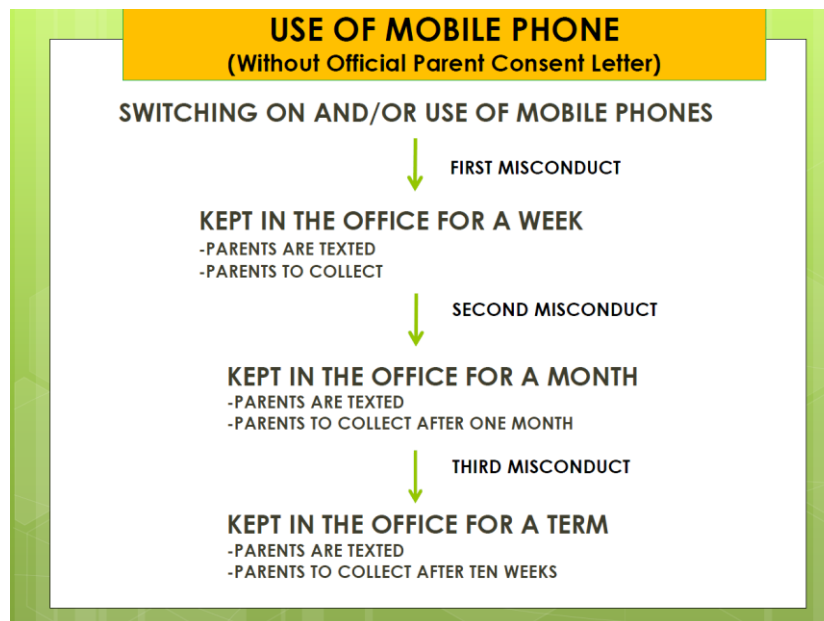 USE OF MOBILE PHONE
(Without Official Parent Consent Letter)
SWITCHING ON AND/OR USE OF MOBILE PHONES
FIRST MISCONDUCT
KEPT IN THE OFFICE FOR A WEEK
-PARENTS ARE TEXTED
-PARENTS TO COLLECT
SECOND MISCONDUCT
KEPT IN THE OFFICE FOR A MONTH
-PARENTS ARE TEXTED
-PARENTS TO COLLECT AFTER ONE MONTH
THIRD MISCONDUCT
KEPT IN THE OFFICE FOR A TERM
-PARENTS ARE TEXTED
-PARENTS TO COLLECT AFTER TEN WEEKS